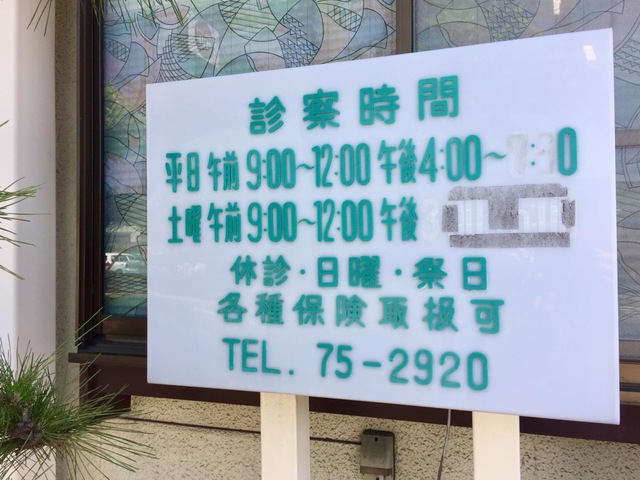 診察時間
平日 午前 9:00〜12:00 午後 4:00〜7:30
土曜 午前 9:00〜12:00 午後
休診・日曜・祭日
各種保険取扱可
TEL. 75-2920